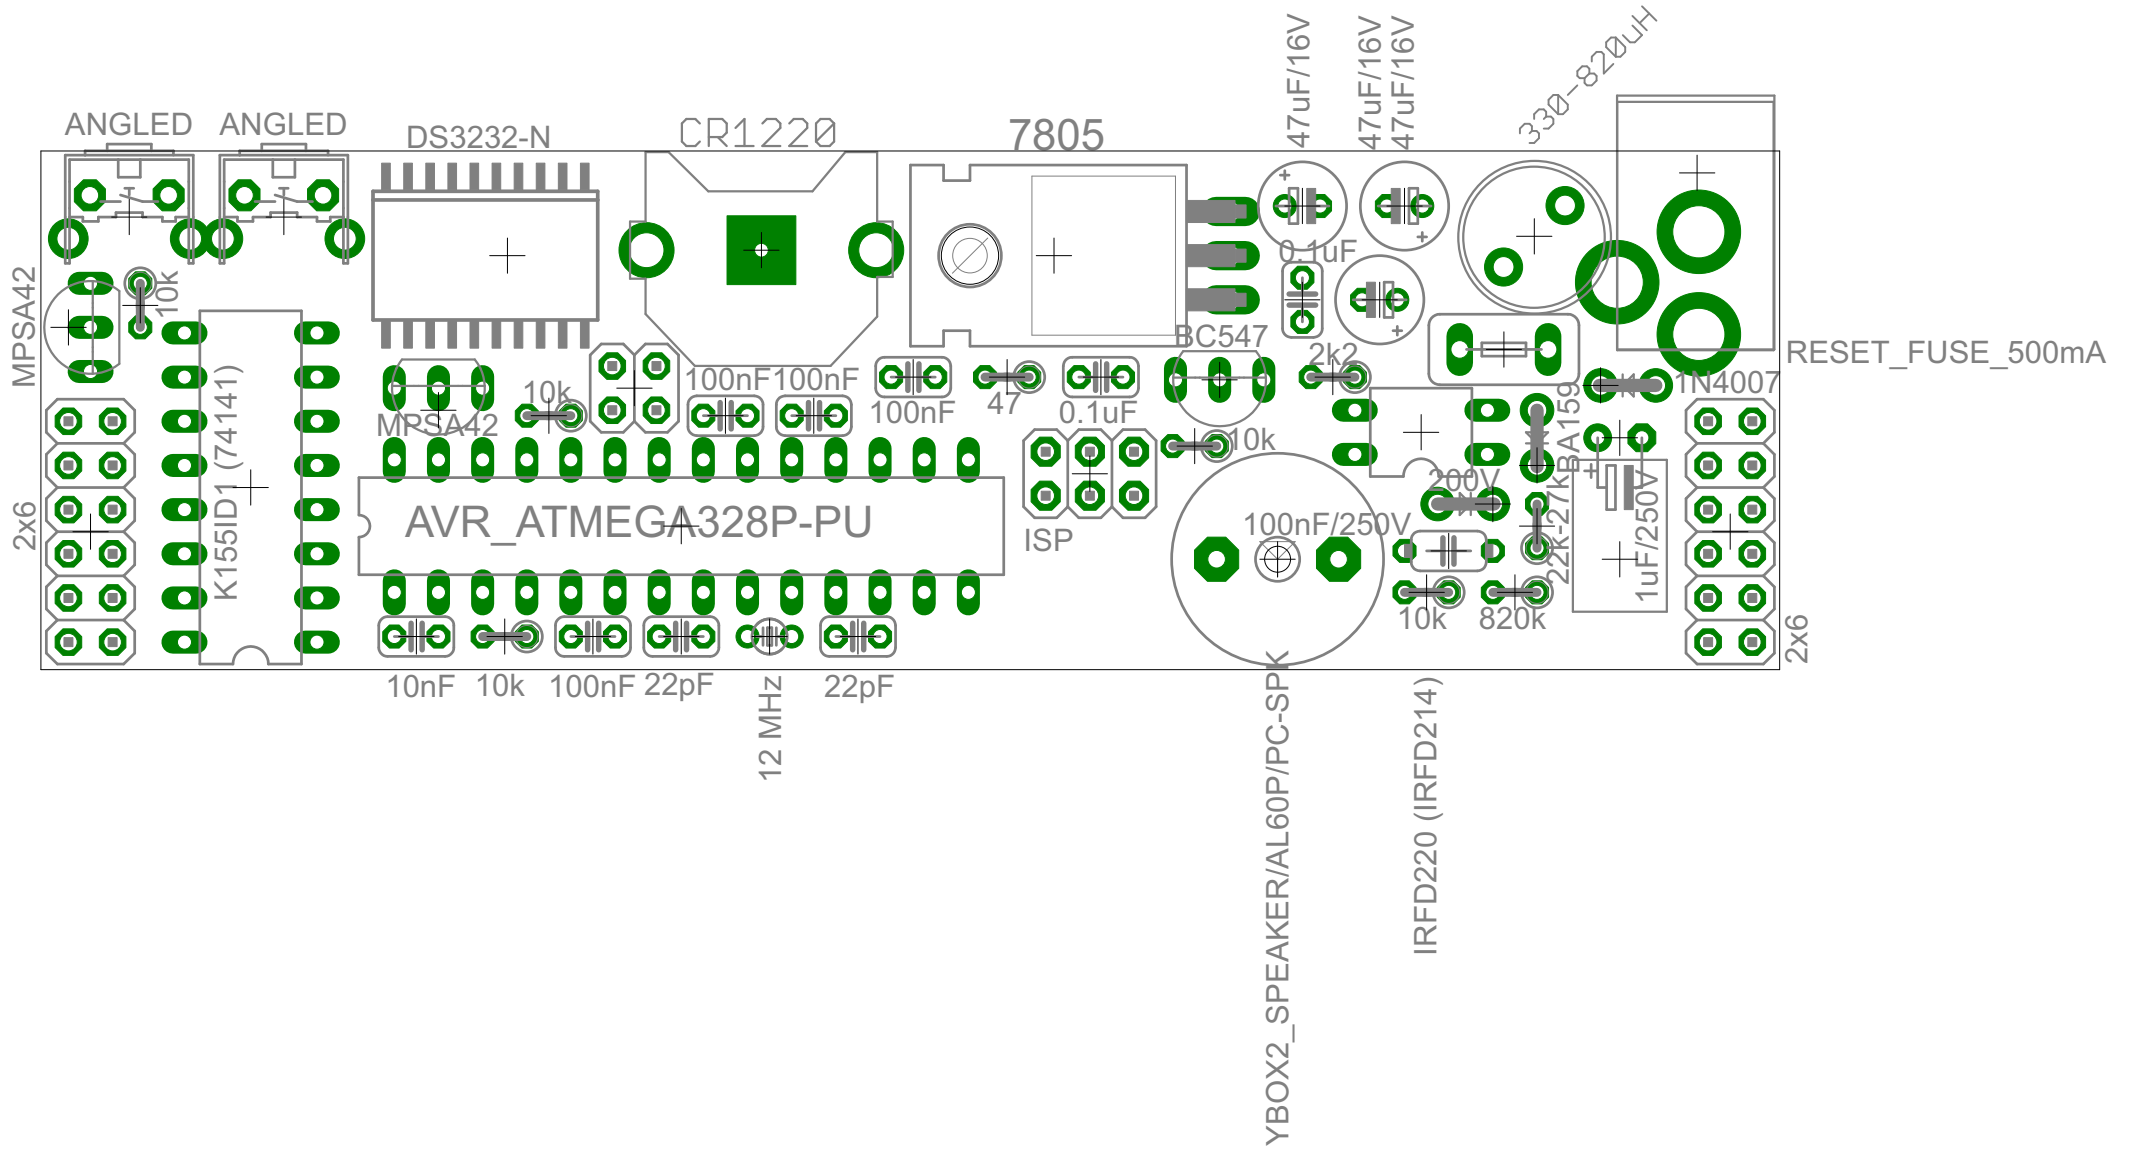 47uF/16V
47uF/16V
47uF/16V
330-820uH
ANGLED
ANGLED
DS3232-N
CR1220
7805
MPSA42
10k
0.1uF
BC547
2k2
RESET_FUSE_500mA
1N4007
K155ID1 (74141)
MPSA42
10k
100nF
100nF
100nF
47
0.1uF
10k
BA159
200V
2x6
AVR_ATMEGA328P-PU
ISP
100nF/250V
22k-27k
1uF/250V
10k
820k
2x6
10nF
10k
100nF
22pF
12 MHz
22pF
YBOX2_SPEAKER/AL60P/PC-SPK
IRFD220 (IRFD214)